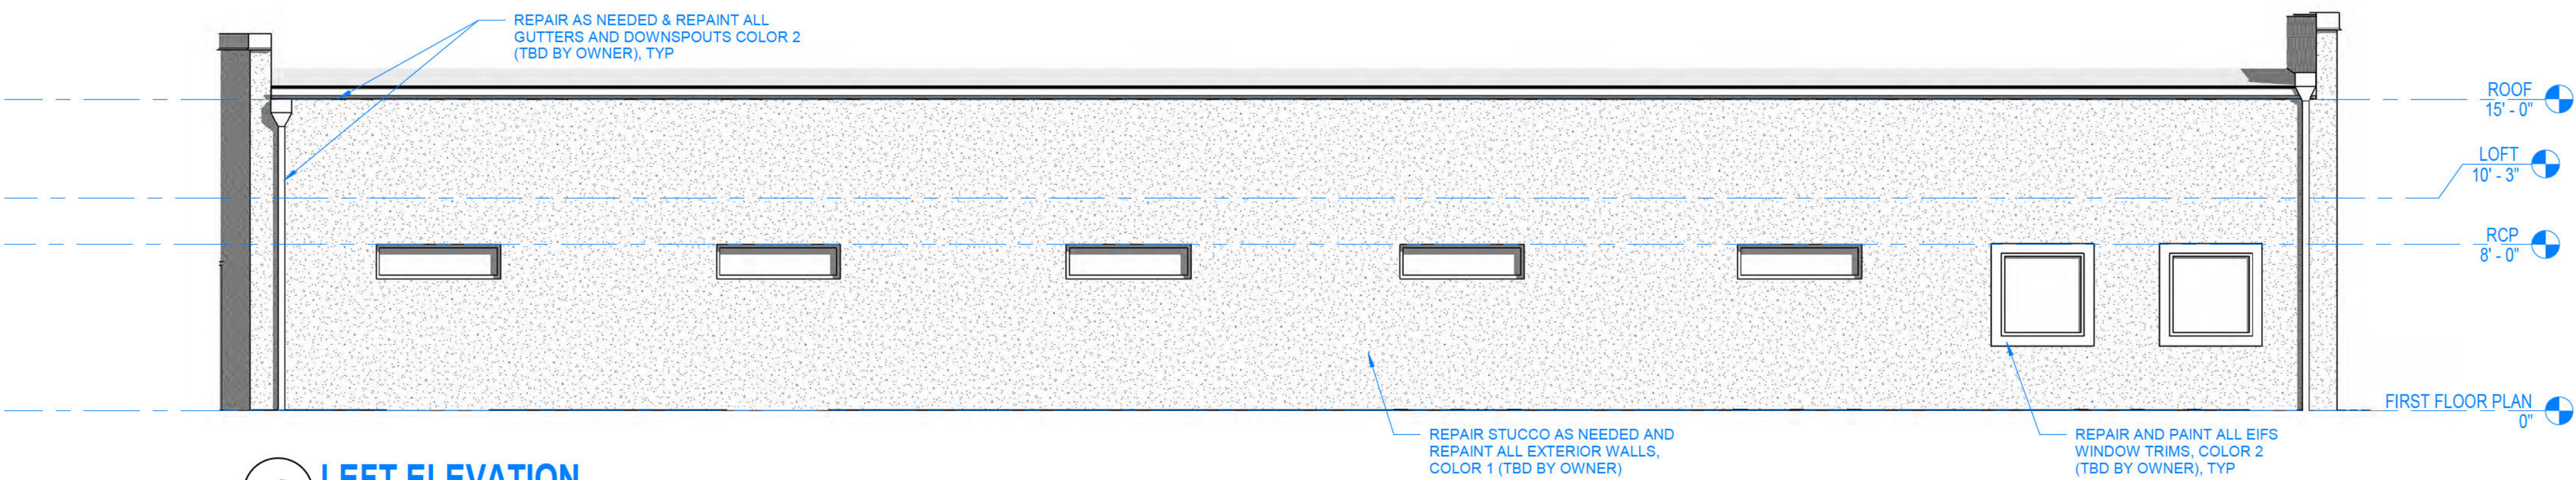 REPAIR AS NEEDED & REPAINT ALL
GUTTERS AND DOWNSPOUTS COLOR 2
(TBD BY OWNER), TYP
ROOF
15' - 0"
LOFT
10' - 3"
RCP
8' - 0"
FIRST FLOOR PLAN
0"
REPAIR STUCCO AS NEEDED AND
REPAINT ALL EXTERIOR WALLS,
COLOR 1 (TBD BY OWNER)
REPAIR AND PAINT ALL EIFS
WINDOW TRIMS, COLOR 2
(TBD BY OWNER), TYP
LEFT ELEVATION